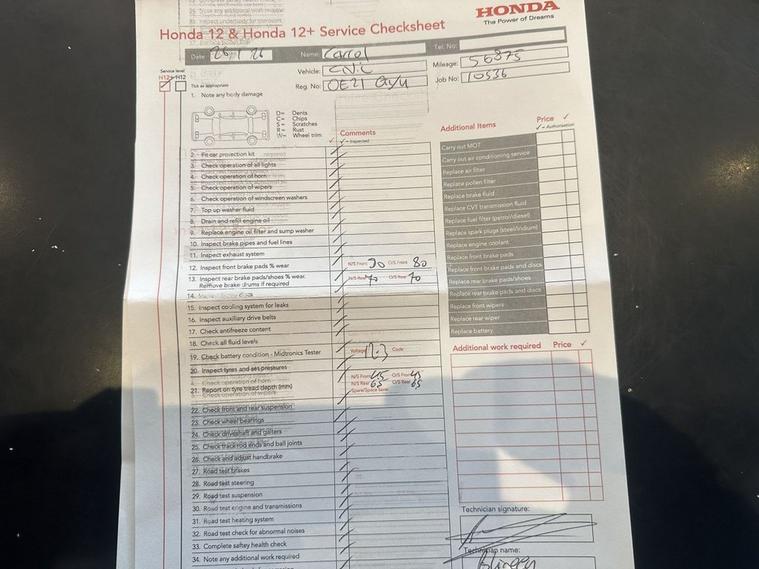 HONDA
The Power of Dreams
Honda 12 & Honda 12+ Service Checksheet
Date: 26/1/26 Name: Carrol Tel. No:
Vehicle: Civic Mileage: 56875
Reg. No: OE21 Job No: 10536
Service level
H12+ H12
Tick as appropriate
1. Note any body damage
D= Dents
C= Chips
S= Scratches
R= Rust
W= Wheel trim
Comments
✓ = Inspected
2. Fit car protection kit
3. Check operation of all lights
4. Check operation of horn
5. Check operation of wipers
6. Check operation of windscreen washers
7. Top up washer fluid
8. Drain and refill engine oil
9. Replace engine oil filter and sump washer
10. Inspect brake pipes and fuel lines
11. Inspect exhaust system
12. Inspect front brake pads % wear N/S Front 70 O/S Front 80
13. Inspect rear brake pads/shoes % wear. N/S Rear 70 O/S Rear 70
Remove brake drums if required
14.
15. Inspect cooling system for leaks
16. Inspect auxiliary drive belts
17. Check antifreeze content
18. Check all fluid levels
19. Check battery condition - Midtronics Tester Voltage Code
20. Inspect tyres and set pressures
21. Report on tyre tread depth (mm) N/S Front O/S Front
N/S Rear 65 O/S Rear 65
Spare/Space Saver
22. Check front and rear suspension
23. Check wheel bearings
24. Check driveshaft and gaiters
25. Check track rod ends and ball joints
26. Check and adjust handbrake
27. Road test brakes
28. Road test steering
29. Road test suspension
30. Road test engine and transmissions
31. Road test heating system
32. Road test check for abnormal noises
33. Complete saftey health check
34. Note any additional work required
Additional Items Price ✓
✓ = Authorisation
Carry out MOT
Carry out air conditioning service
Replace air filter
Replace pollen filter
Replace brake fluid
Replace CVT transmission fluid
Replace fuel filter (petrol/diesel)
Replace spark plugs (steel/iridium)
Replace engine coolant
Replace front brake pads
Replace front brake pads and discs
Replace rear brake pads/shoes
Replace rear brake pads and discs
Replace front wipers
Replace rear wiper
Replace battery
Additional work required Price ✓
Technician signature:
Technician name: